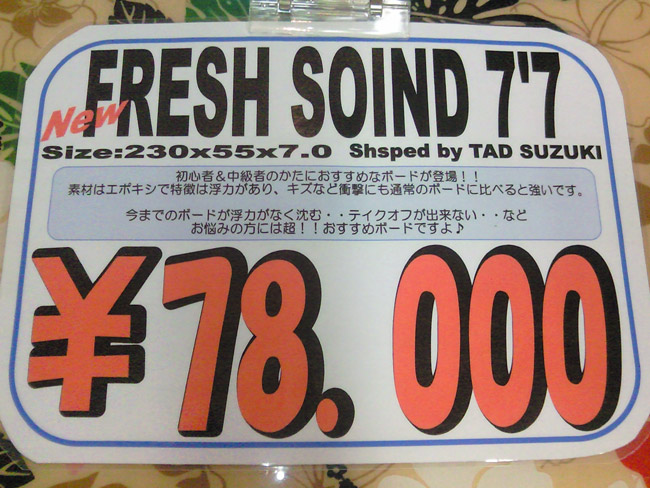 FRESH SOIND 7'7
New
Size:230x55x7.0 Shsped by TAD SUZUKI
初心者&中級者のかたにおすすめなボードが登場!!
素材はエポキシで特徴は浮力があり、キズなど衝撃にも通常のボードに比べると強いです。
今までのボードが浮力がなく沈む・・テイクオフが出来ない・・など
お悩みの方には超!!おすすめボードですよ♪
¥78.000